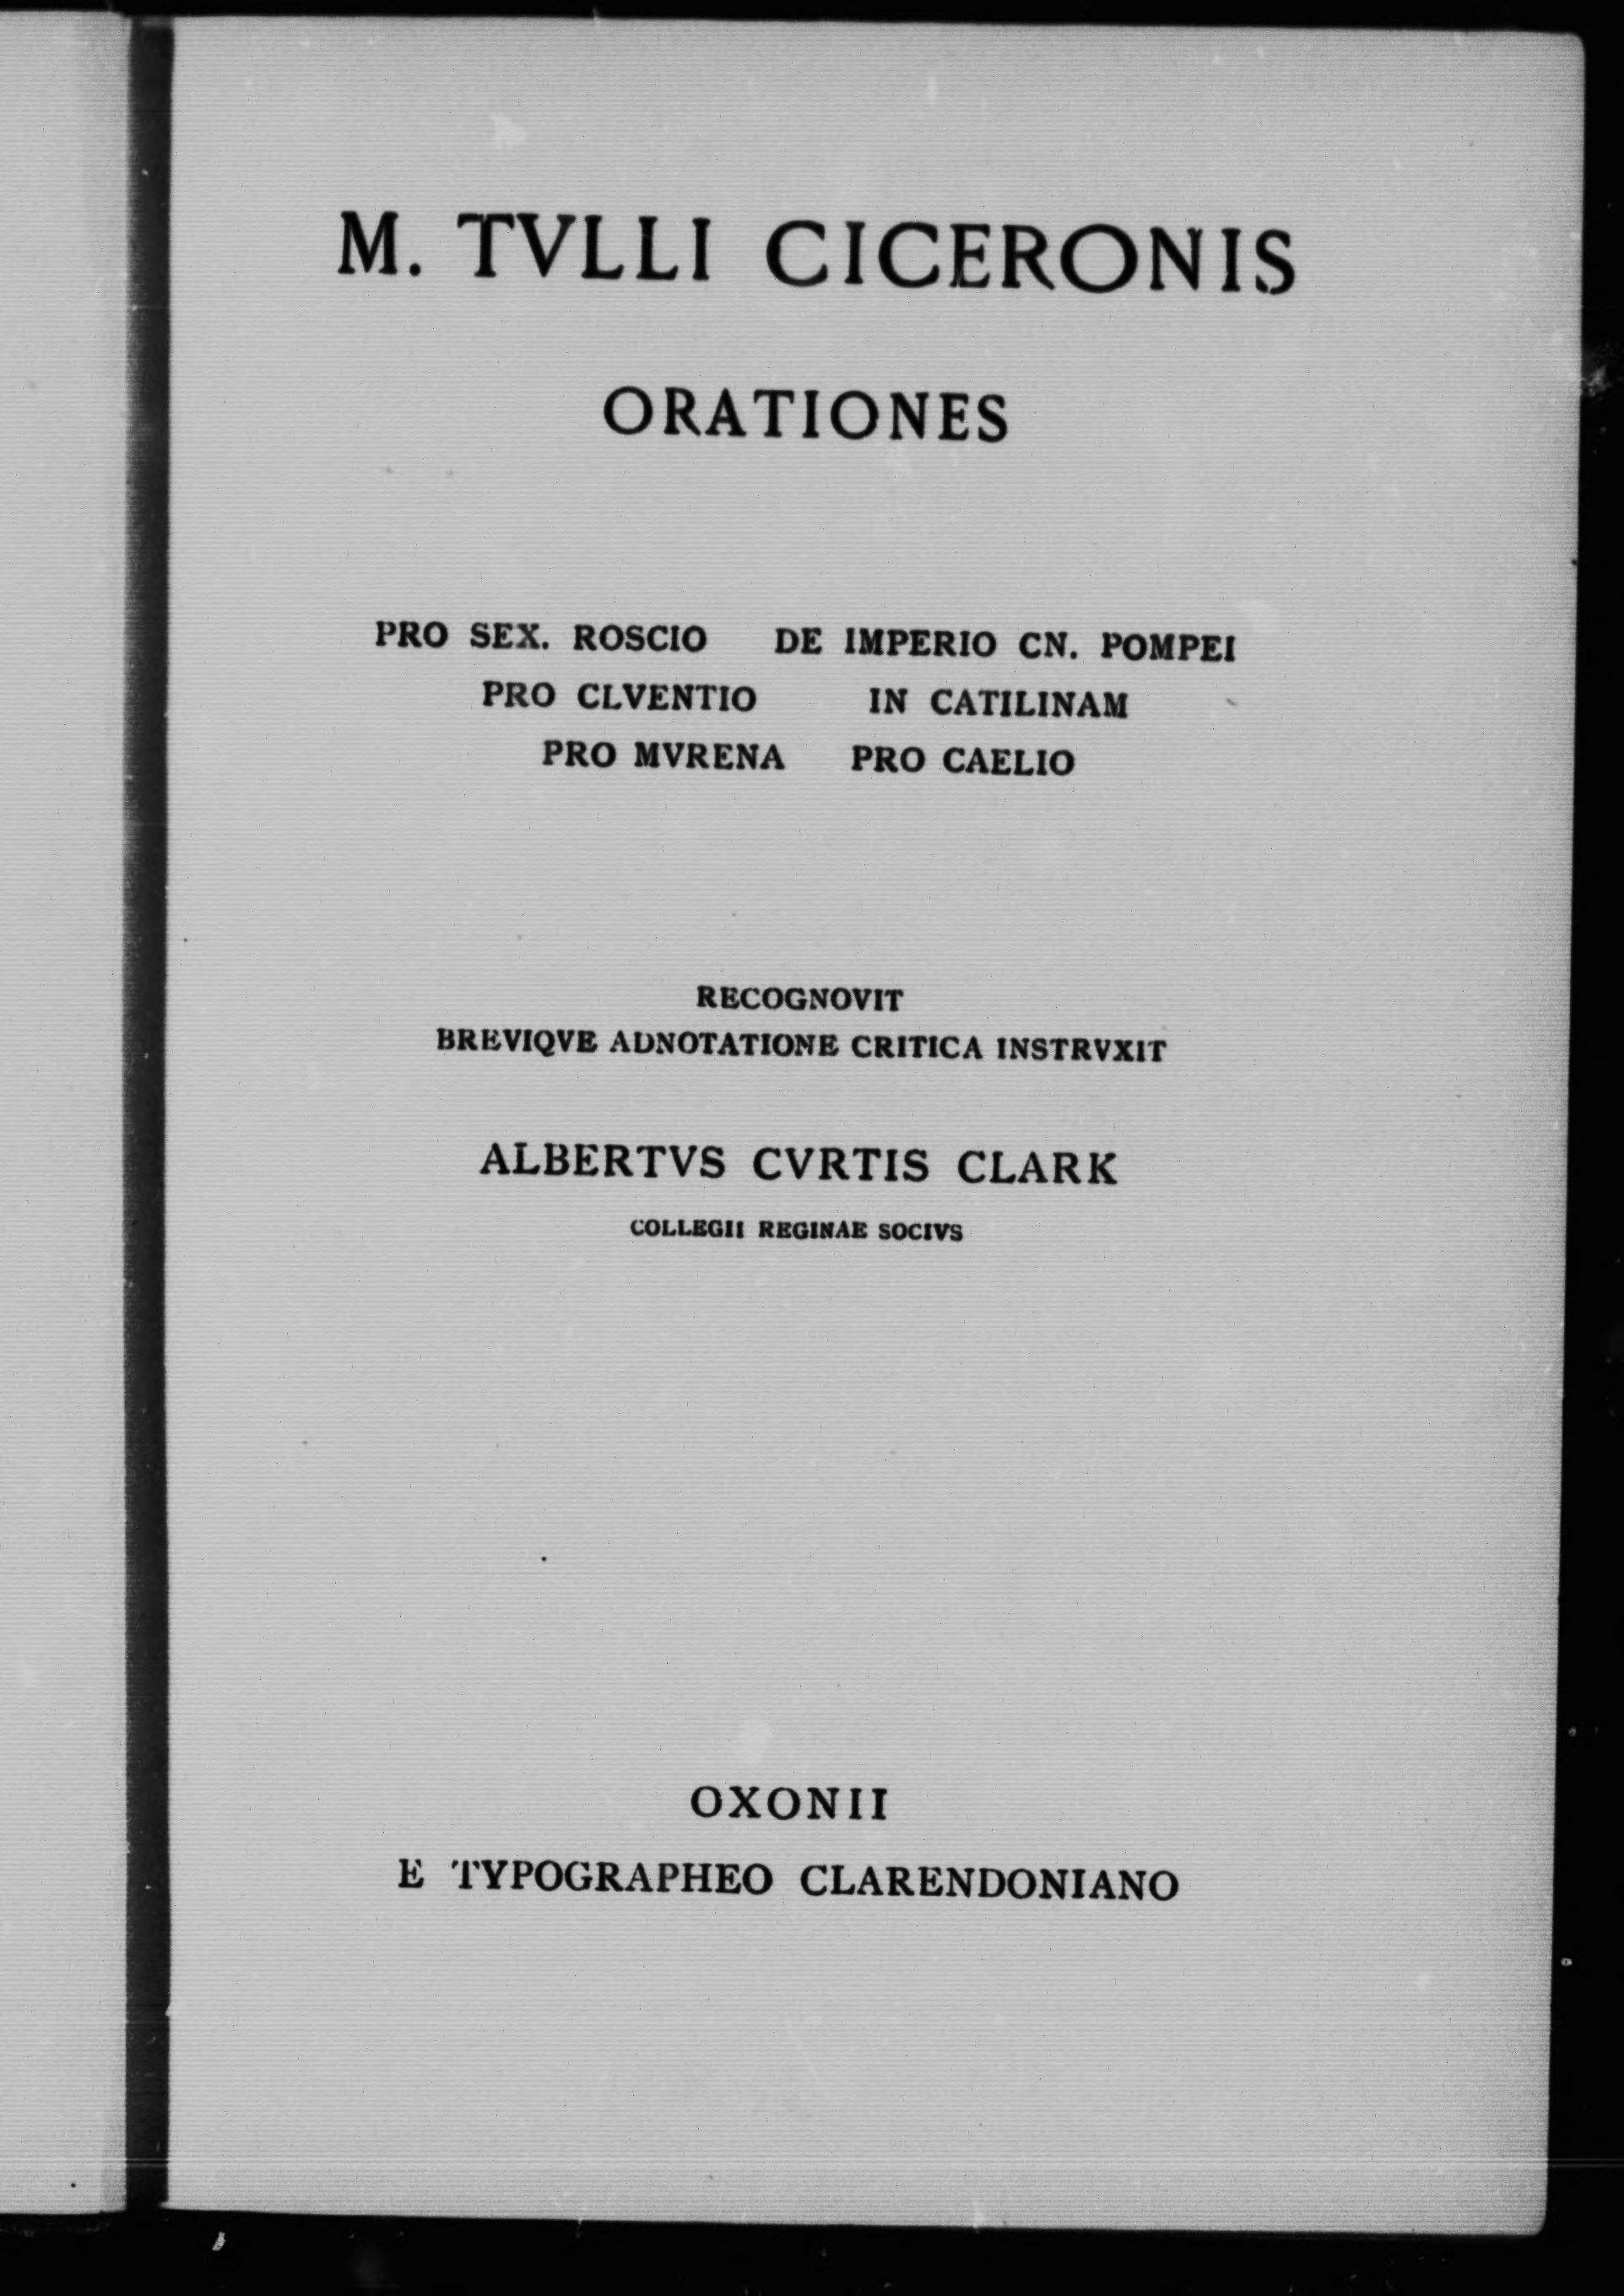 M. TVLLI CICERONIS
ORATIONES
PRO SEX. ROSCIO DE IMPERIO CN. POMPEI
PRO CLVENTIO IN CATILINAM
PRO MVRENA PRO CAELIO
RECOGNOVIT
BREVIQVE ADNOTATIONE CRITICA INSTRVXIT
ALBERTVS CVRTIS CLARK
COLLEGII REGINAE SOCIVS
OXONII
E TYPOGRAPHEO CLARENDONIANO